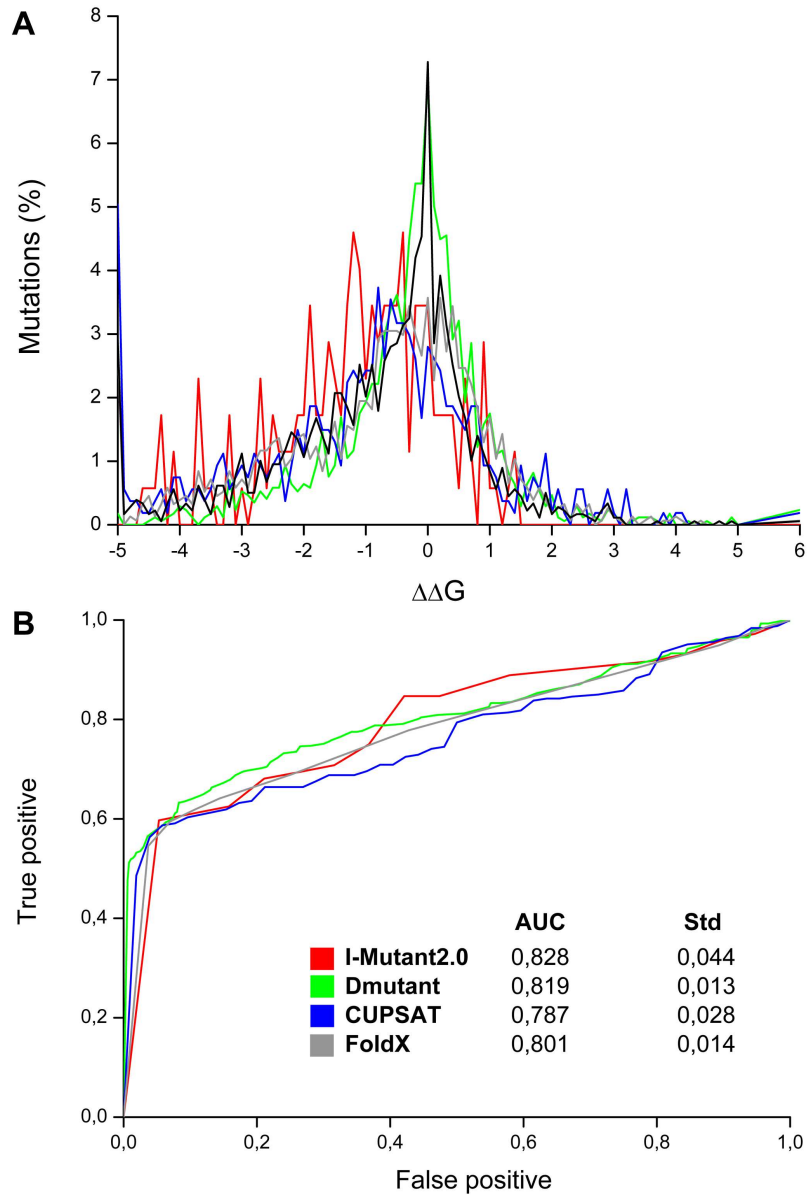 A
8
7
6
5
4
3
2
1
0
Mutations (%)
-5 -4 -3 -2 -1 0 1 2 3 4 5 6
ΔΔG
B
1,0
0,8
0,6
0,4
0,2
0,0
True positive
AUC Std
I-Mutant2.0 0,828 0,044
Dmutant 0,819 0,013
CUPSAT 0,787 0,028
FoldX 0,801 0,014
0,0 0,2 0,4 0,6 0,8 1,0
False positive